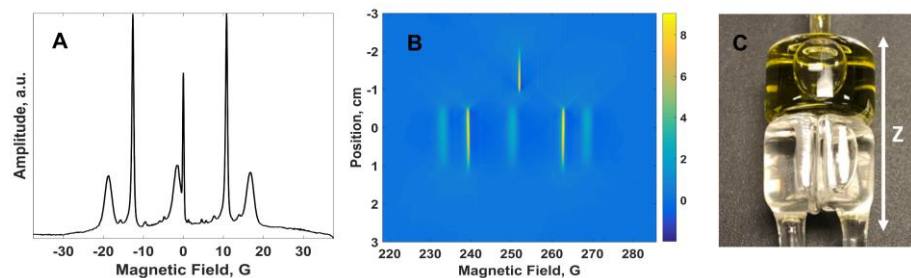 A
Amplitude, a.u.
-30 -20 -10 0 10 20 30
Magnetic Field, G
B
Position, cm
-3
-2
-1
0
1
2
3
220 230 240 250 260 270 280
Magnetic Field, G
8
6
4
2
0
C
Z